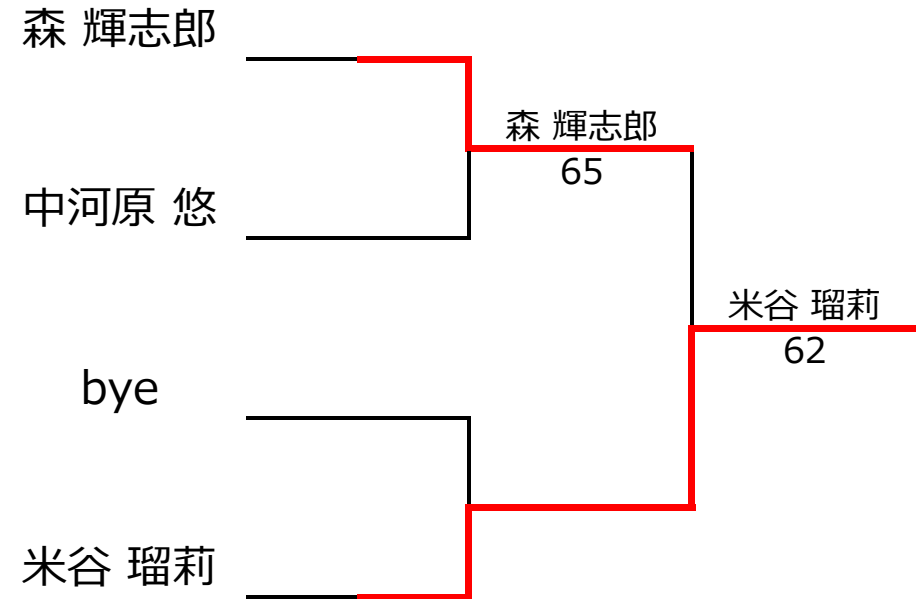 森 輝志郎
森 輝志郎
65
中河原 悠
米谷 瑠莉
62
bye
米谷 瑠莉